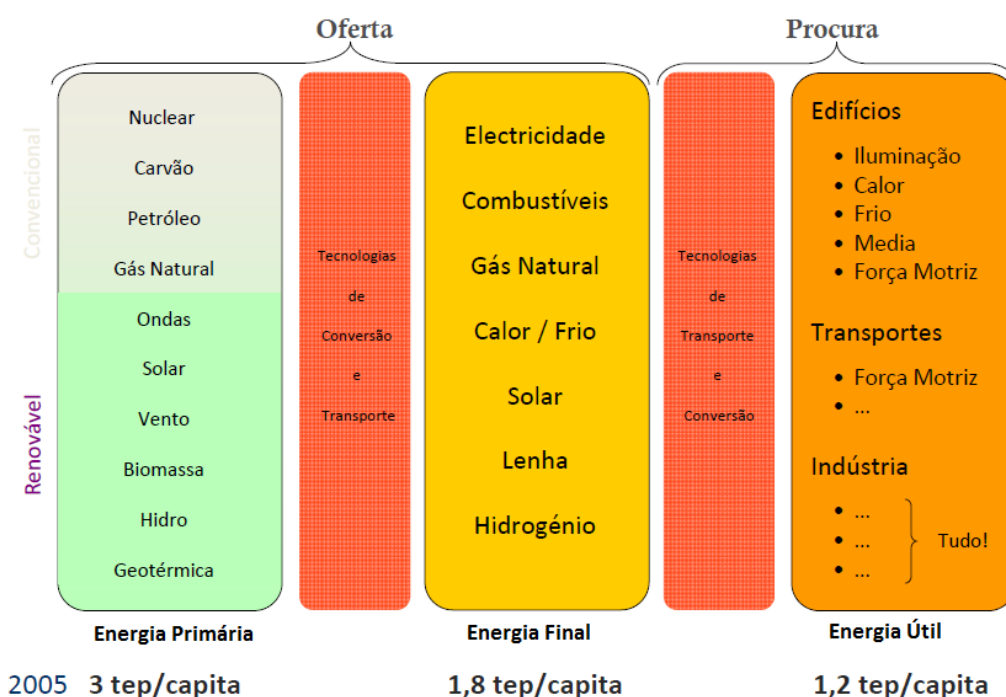 Oferta
Procura
Convencional
Renovável
Nuclear
Carvão
Petróleo
Gás Natural
Ondas
Solar
Vento
Biomassa
Hidro
Geotérmica
Tecnologias
de
Conversão
e
Transporte
Electricidade
Combustíveis
Gás Natural
Calor / Frio
Solar
Lenha
Hidrogénio
Tecnologias
de
Transporte
e
Conversão
Edifícios
• Iluminação
• Calor
• Frio
• Media
• Força Motriz
Transportes
• Força Motriz
• ...
Indústria
• ...
• ...
• ...
Tudo!
Energia Primária
Energia Final
Energia Útil
2005 3 tep/capita 1,8 tep/capita 1,2 tep/capita